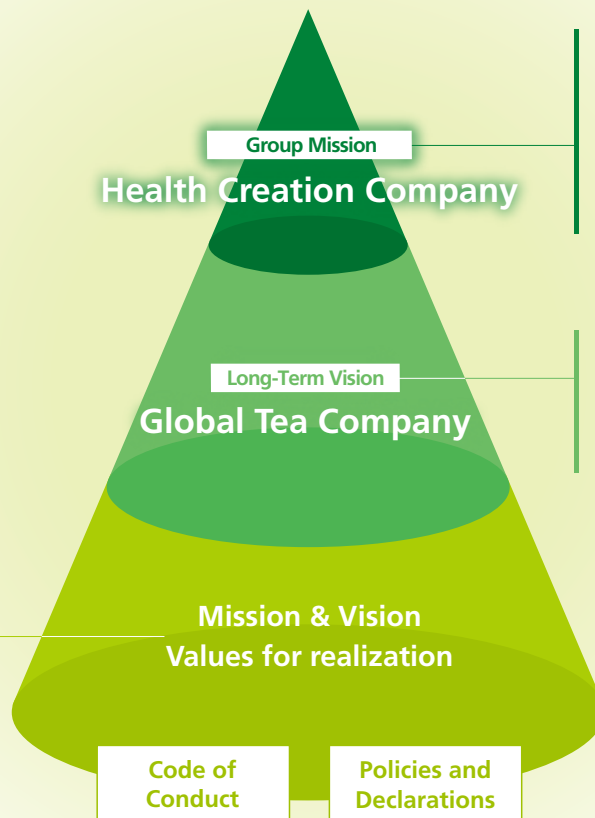 Group Mission
Health Creation Company
Long-Term Vision
Global Tea Company
Mission & Vision
Values for realization
Code of
Conduct
Policies and
Declarations